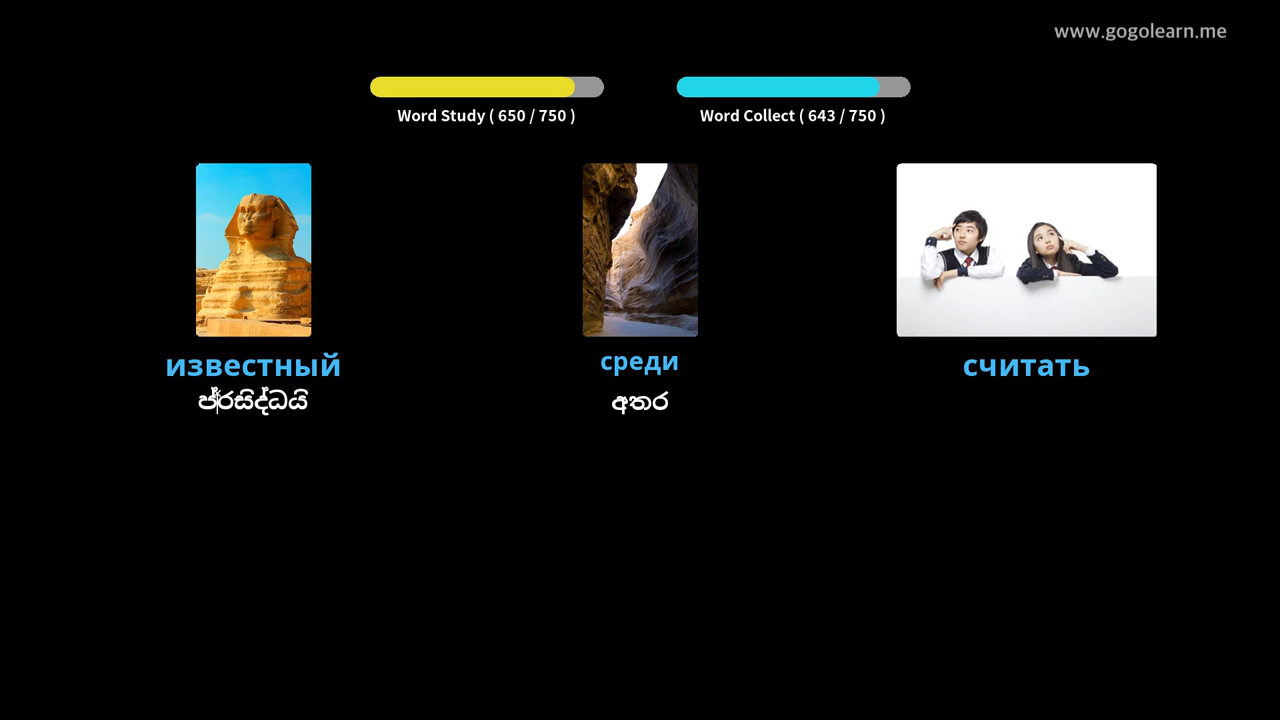 www.gogolearn.me
Word Study ( 650 / 750 )
Word Collect ( 643 / 750 )
известный
ප්‍රසිද්ධයි
среди
අතර
считать